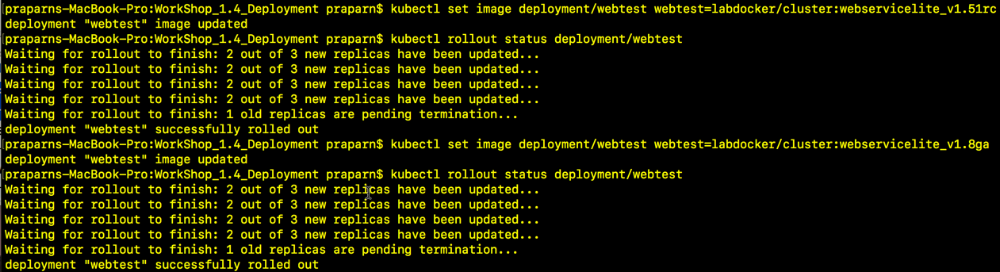 praparns-MacBook-Pro:WorkShop_1.4_Deployment praparn$ kubectl set image deployment/webtest webtest=labdocker/cluster:webservicelite_v1.51rc
deployment "webtest" image updated
praparns-MacBook-Pro:WorkShop_1.4_Deployment praparn$ kubectl rollout status deployment/webtest
Waiting for rollout to finish: 2 out of 3 new replicas have been updated...
Waiting for rollout to finish: 2 out of 3 new replicas have been updated...
Waiting for rollout to finish: 2 out of 3 new replicas have been updated...
Waiting for rollout to finish: 2 out of 3 new replicas have been updated...
Waiting for rollout to finish: 1 old replicas are pending termination...
deployment "webtest" successfully rolled out
praparns-MacBook-Pro:WorkShop_1.4_Deployment praparn$ kubectl set image deployment/webtest webtest=labdocker/cluster:webservicelite_v1.8ga
deployment "webtest" image updated
praparns-MacBook-Pro:WorkShop_1.4_Deployment praparn$ kubectl rollout status deployment/webtest
Waiting for rollout to finish: 2 out of 3 new replicas have been updated...
Waiting for rollout to finish: 2 out of 3 new replicas have been updated...
Waiting for rollout to finish: 2 out of 3 new replicas have been updated...
Waiting for rollout to finish: 2 out of 3 new replicas have been updated...
Waiting for rollout to finish: 1 old replicas are pending termination...
deployment "webtest" successfully rolled out